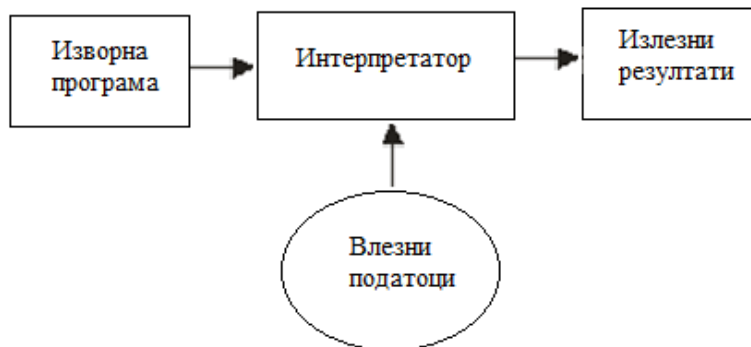 Изворна
програма
Интерпретатор
Излезни
резултати
Влезни
податоци